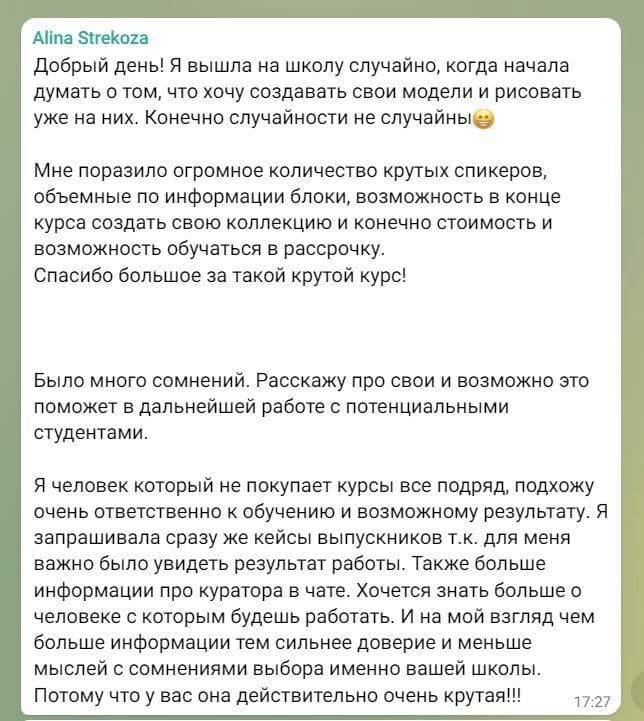 Alina Strekoza
Добрый день! Я вышла на школу случайно, когда начала
думать о том, что хочу создавать свои модели и рисовать
уже на них. Конечно случайности не случайны😁
Мне поразило огромное количество крутых спикеров,
объемные по информации блоки, возможность в конце
курса создать свою коллекцию и конечно стоимость и
возможность обучаться в рассрочку.
Спасибо большое за такой крутой курс!
Было много сомнений. Расскажу про свои и возможно это
поможет в дальнейшей работе с потенциальными
студентами.
Я человек который не покупает курсы все подряд, подхожу
очень ответственно к обучению и возможному результату. Я
запрашивала сразу же кейсы выпускников т.к. для меня
важно было увидеть результат работы. Также больше
информации про куратора в чате. Хочется знать больше о
человеке с которым будешь работать. И на мой взгляд чем
больше информации тем сильнее доверие и меньше
мыслей с сомнениями выбора именно вашей школы.
Потому что у вас она действительно очень крутая!!!
17:27